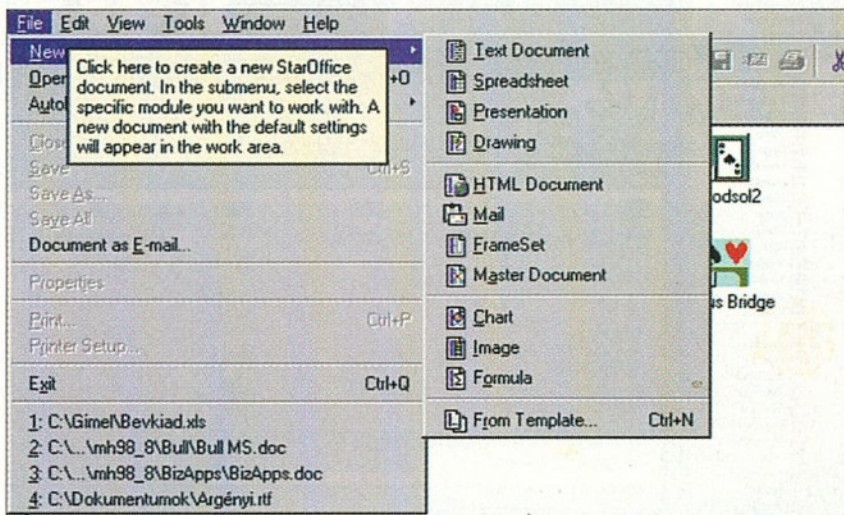 File Edit View Tools Window Help
New
Click here to create a new StarOffice
document. In the submenu, select the
specific module you want to work with. A
new document with the default settings
will appear in the work area.
Open +O
Close
Save Ctrl+S
Save As...
Save All
Document as E-mail...
Properties
Print... Ctrl+P
Printer Setup...
Exit Ctrl+Q
1: C:\Gimel\Bevkiad.xls
2: C:\...\mh98_8\Bull\Bull MS.doc
3: C:\...\mh98_8\BizApps\BizApps.doc
4: C:\Dokumentumok\Argényi.rtf
Text Document
Spreadsheet
Presentation
Drawing
HTML Document
Mail
FrameSet
Master Document
Chart
Image
Formula
From Template... Ctrl+N
odsol2
us Bridge